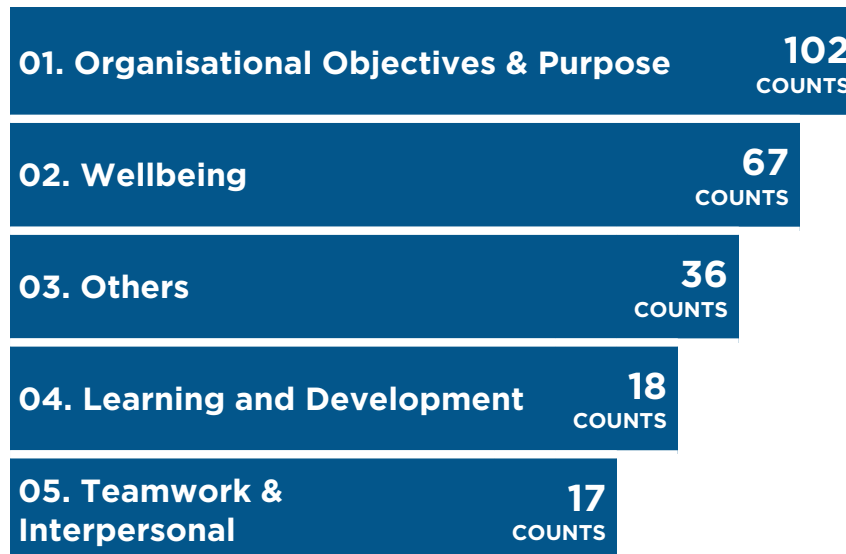 01. Organisational Objectives & Purpose
102
COUNTS
02. Wellbeing
67
COUNTS
03. Others
36
COUNTS
04. Learning and Development
18
COUNTS
05. Teamwork &
Interpersonal
17
COUNTS